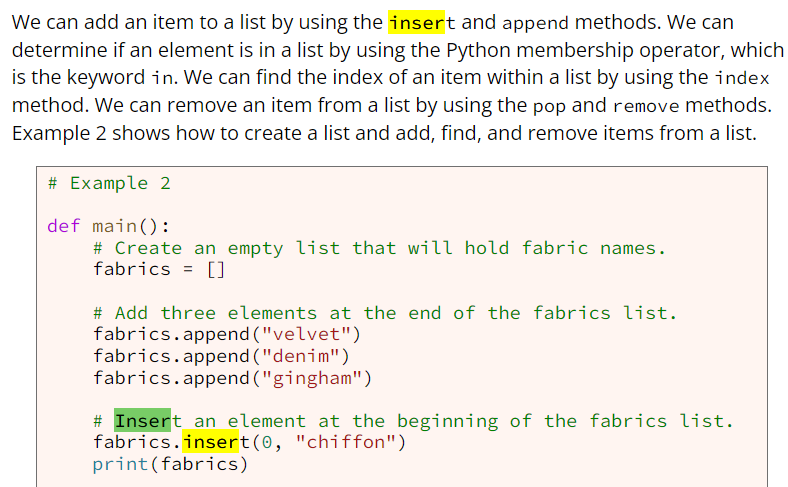 We can add an item to a list by using the insert and append methods. We can
determine if an element is in a list by using the Python membership operator, which
is the keyword in. We can find the index of an item within a list by using the index
method. We can remove an item from a list by using the pop and remove methods.
Example 2 shows how to create a list and add, find, and remove items from a list.
# Example 2
def main():
    # Create an empty list that will hold fabric names.
    fabrics = []
    # Add three elements at the end of the fabrics list.
    fabrics.append("velvet")
    fabrics.append("denim")
    fabrics.append("gingham")
    # Insert an element at the beginning of the fabrics list.
    fabrics.insert(0, "chiffon")
    print(fabrics)